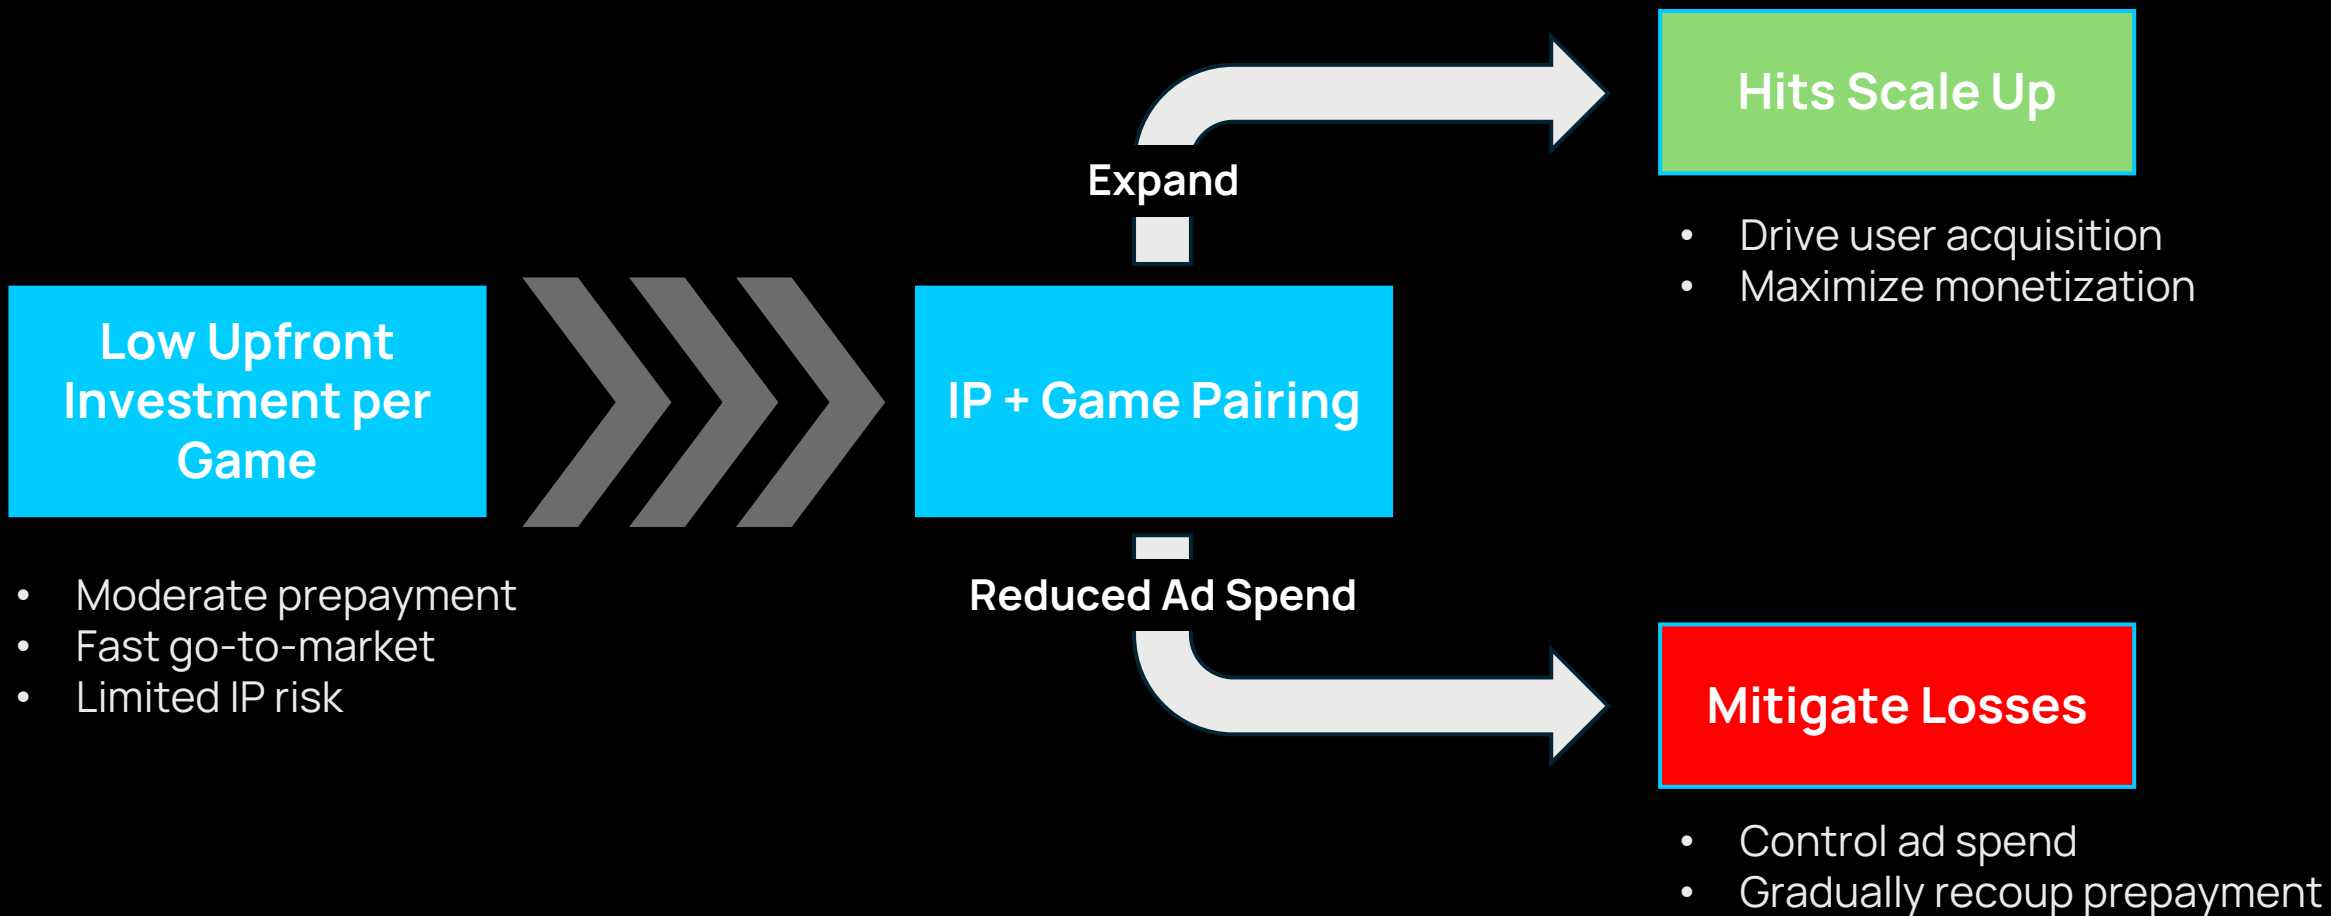 Low Upfront
Investment per
Game
• Moderate prepayment
• Fast go-to-market
• Limited IP risk
IP + Game Pairing
Expand
Hits Scale Up
• Drive user acquisition
• Maximize monetization
Reduced Ad Spend
Mitigate Losses
• Control ad spend
• Gradually recoup prepayment